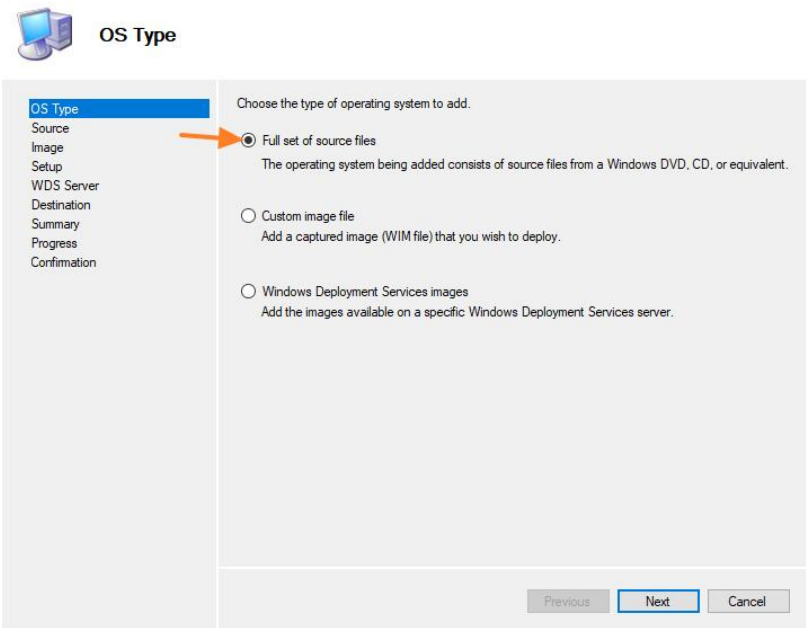 OS Type
OS Type
Source
Image
Setup
WDS Server
Destination
Summary
Progress
Confirmation
Choose the type of operating system to add.
Full set of source files
The operating system being added consists of source files from a Windows DVD, CD, or equivalent.
Custom image file
Add a captured image (WIM file) that you wish to deploy.
Windows Deployment Services images
Add the images available on a specific Windows Deployment Services server.
Previous Next Cancel